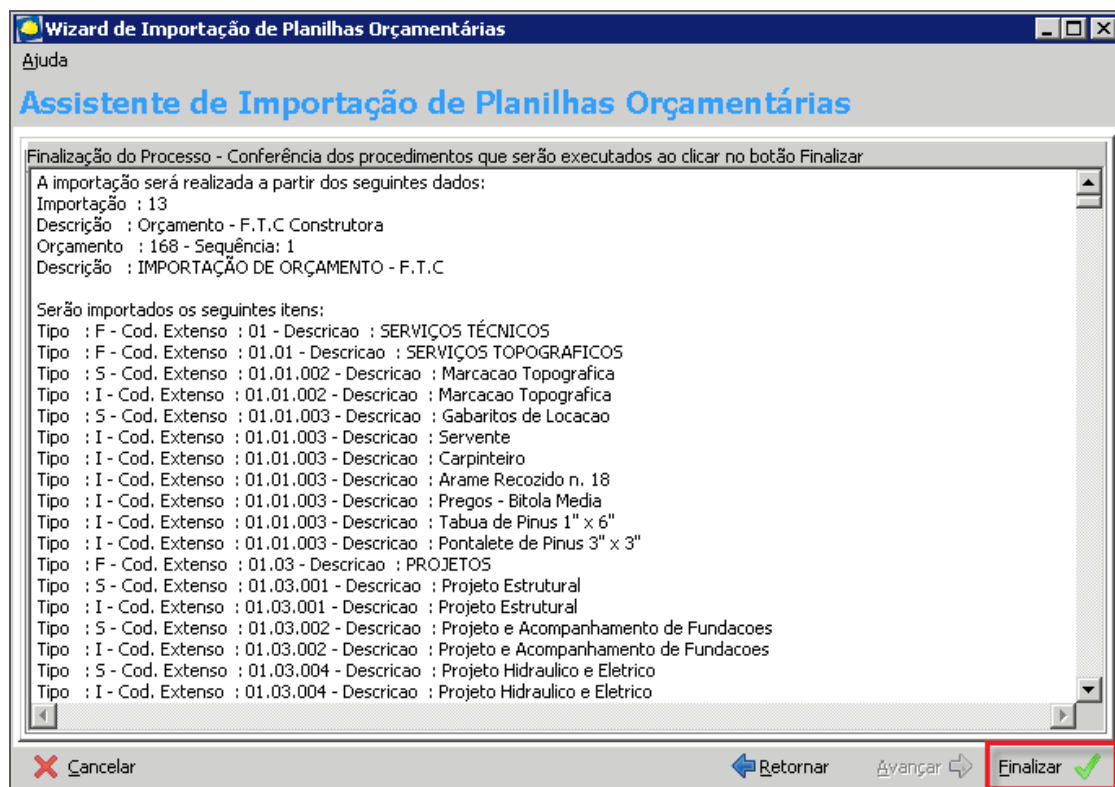 Wizard de Importação de Planilhas Orçamentárias
Ajuda
Assistente de Importação de Planilhas Orçamentárias
Finalização do Processo - Conferência dos procedimentos que serão executados ao clicar no botão Finalizar
A importação será realizada a partir dos seguintes dados:
Importação : 13
Descrição : Orçamento - F.T.C Construtora
Orçamento : 168 - Sequência: 1
Descrição : IMPORTAÇÃO DE ORÇAMENTO - F.T.C
Serão importados os seguintes itens:
Tipo : F - Cod. Extenso : 01 - Descricao : SERVIÇOS TÉCNICOS
Tipo : F - Cod. Extenso : 01.01 - Descricao : SERVIÇOS TOPOGRAFICOS
Tipo : S - Cod. Extenso : 01.01.002 - Descricao : Marcacao Topografica
Tipo : I - Cod. Extenso : 01.01.002 - Descricao : Marcacao Topografica
Tipo : S - Cod. Extenso : 01.01.003 - Descricao : Gabaritos de Locacao
Tipo : I - Cod. Extenso : 01.01.003 - Descricao : Servente
Tipo : I - Cod. Extenso : 01.01.003 - Descricao : Carpinteiro
Tipo : I - Cod. Extenso : 01.01.003 - Descricao : Arame Recozido n. 18
Tipo : I - Cod. Extenso : 01.01.003 - Descricao : Pregos - Bitola Media
Tipo : I - Cod. Extenso : 01.01.003 - Descricao : Tabua de Pinus 1" x 6"
Tipo : I - Cod. Extenso : 01.01.003 - Descricao : Pontalete de Pinus 3" x 3"
Tipo : F - Cod. Extenso : 01.03 - Descricao : PROJETOS
Tipo : S - Cod. Extenso : 01.03.001 - Descricao : Projeto Estrutural
Tipo : I - Cod. Extenso : 01.03.001 - Descricao : Projeto Estrutural
Tipo : S - Cod. Extenso : 01.03.002 - Descricao : Projeto e Acompanhamento de Fundacoes
Tipo : I - Cod. Extenso : 01.03.002 - Descricao : Projeto e Acompanhamento de Fundacoes
Tipo : S - Cod. Extenso : 01.03.004 - Descricao : Projeto Hidraulico e Eletrico
Tipo : I - Cod. Extenso : 01.03.004 - Descricao : Projeto Hidraulico e Eletrico
Cancelar Retornar Avançar Finalizar